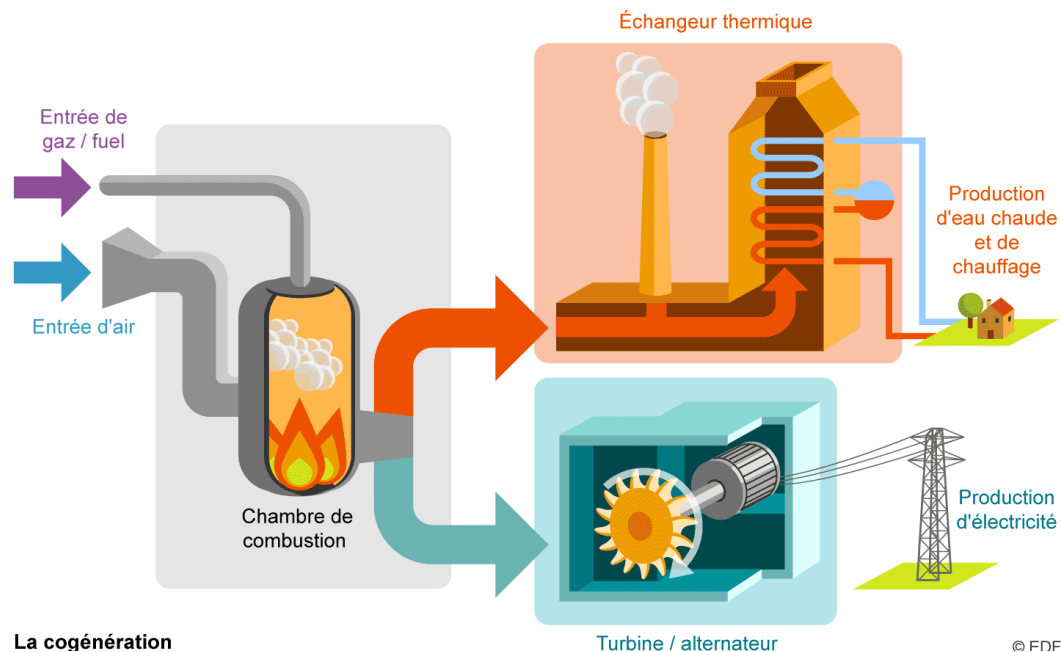 Échangeur thermique
Entrée de
gaz / fuel
Entrée d'air
Chambre de
combustion
Production
d'eau chaude
et de
chauffage
Production
d'électricité
Turbine / alternateur
La cogénération
© EDF